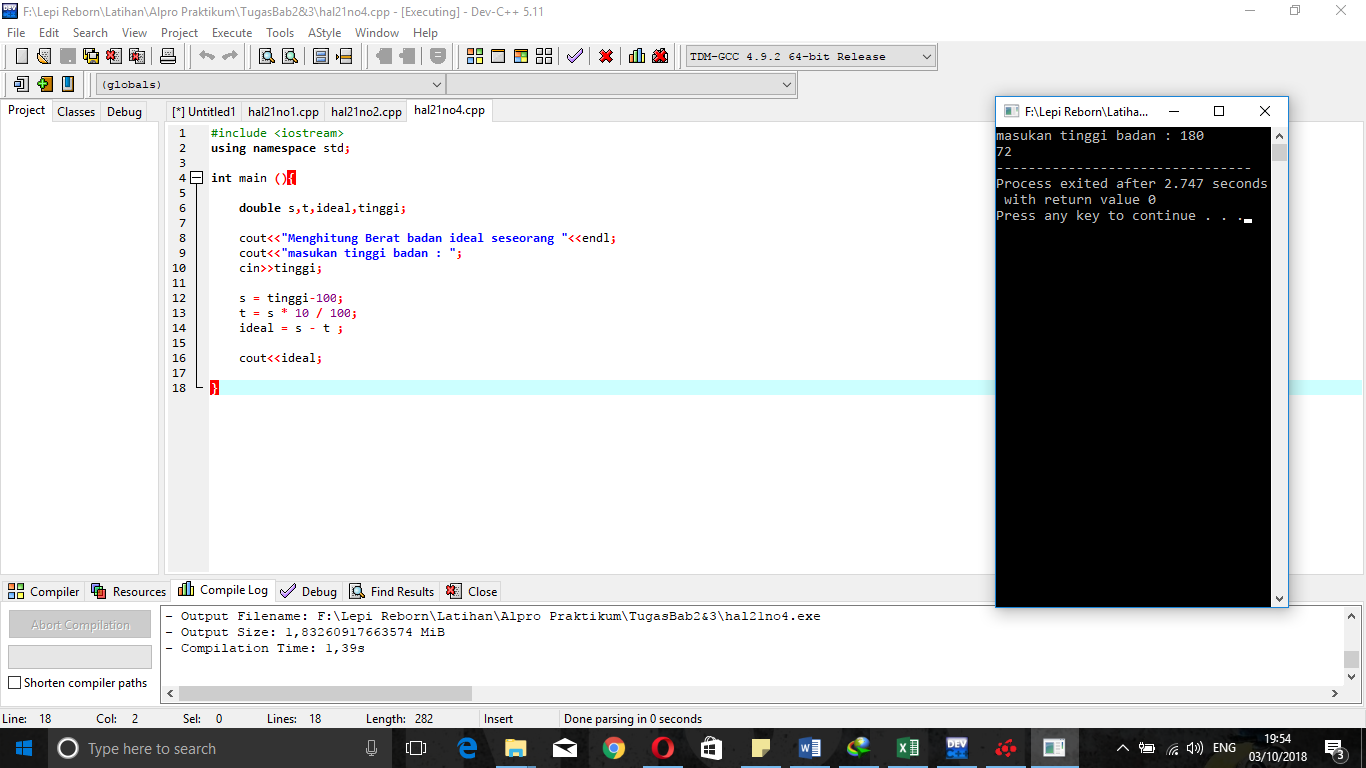 F:\Lepi Reborn\Latihan\Alpro Praktikum\TugasBab2&3\hal21no4.cpp - [Executing] - Dev-C++ 5.11
File Edit Search View Project Execute Tools AStyle Window Help
TDM-GCC 4.9.2 64-bit Release
(globals)
Project Classes Debug
[*] Untitled1 hal21no1.cpp hal21no2.cpp hal21no4.cpp
1 #include <iostream>
2 using namespace std;
3
4 int main (){
5
6 double s,t,ideal,tinggi;
7
8 cout<<"Menghitung Berat badan ideal seseorang "<<endl;
9 cout<<"masukan tinggi badan : ";
10 cin>>tinggi;
11
12 s = tinggi-100;
13 t = s * 10 / 100;
14 ideal = s - t ;
15
16 cout<<ideal;
17
18 }
F:\Lepi Reborn\Latiha...
masukan tinggi badan : 180
72
--------------------------------
Process exited after 2.747 seconds
with return value 0
Press any key to continue . . .
Compiler Resources Compile Log Debug Find Results Close
Abort Compilation
Shorten compiler paths
- Output Filename: F:\Lepi Reborn\Latihan\Alpro Praktikum\TugasBab2&3\hal21no4.exe
- Output Size: 1,83260917663574 MiB
- Compilation Time: 1,39s
Line: 18 Col: 2 Sel: 0 Lines: 18 Length: 282 Insert Done parsing in 0 seconds
Type here to search
ENG
19:54
03/10/2018
3